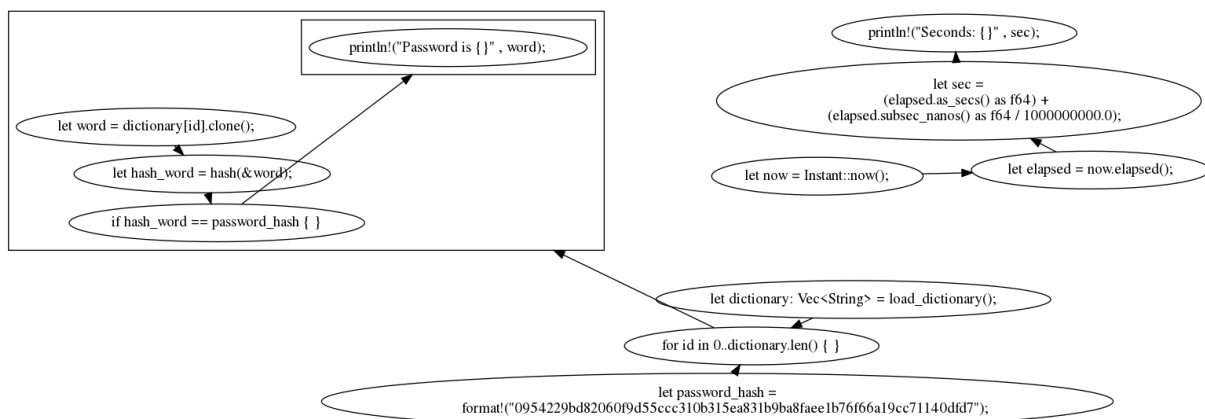 println!("Password is {}" , word);
let word = dictionary[id].clone();
let hash_word = hash(&word);
if hash_word == password_hash { }
println!("Seconds: {}" , sec);
let sec =
(elapsed.as_secs() as f64) +
(elapsed.subsec_nanos() as f64 / 1000000000.0);
let now = Instant::now();
let elapsed = now.elapsed();
let dictionary: Vec<String> = load_dictionary();
for id in 0..dictionary.len() { }
let password_hash =
format!("0954229bd82060f9d55ccc310b315ea831b9ba8faee1b76f66a19cc71140dfd7");